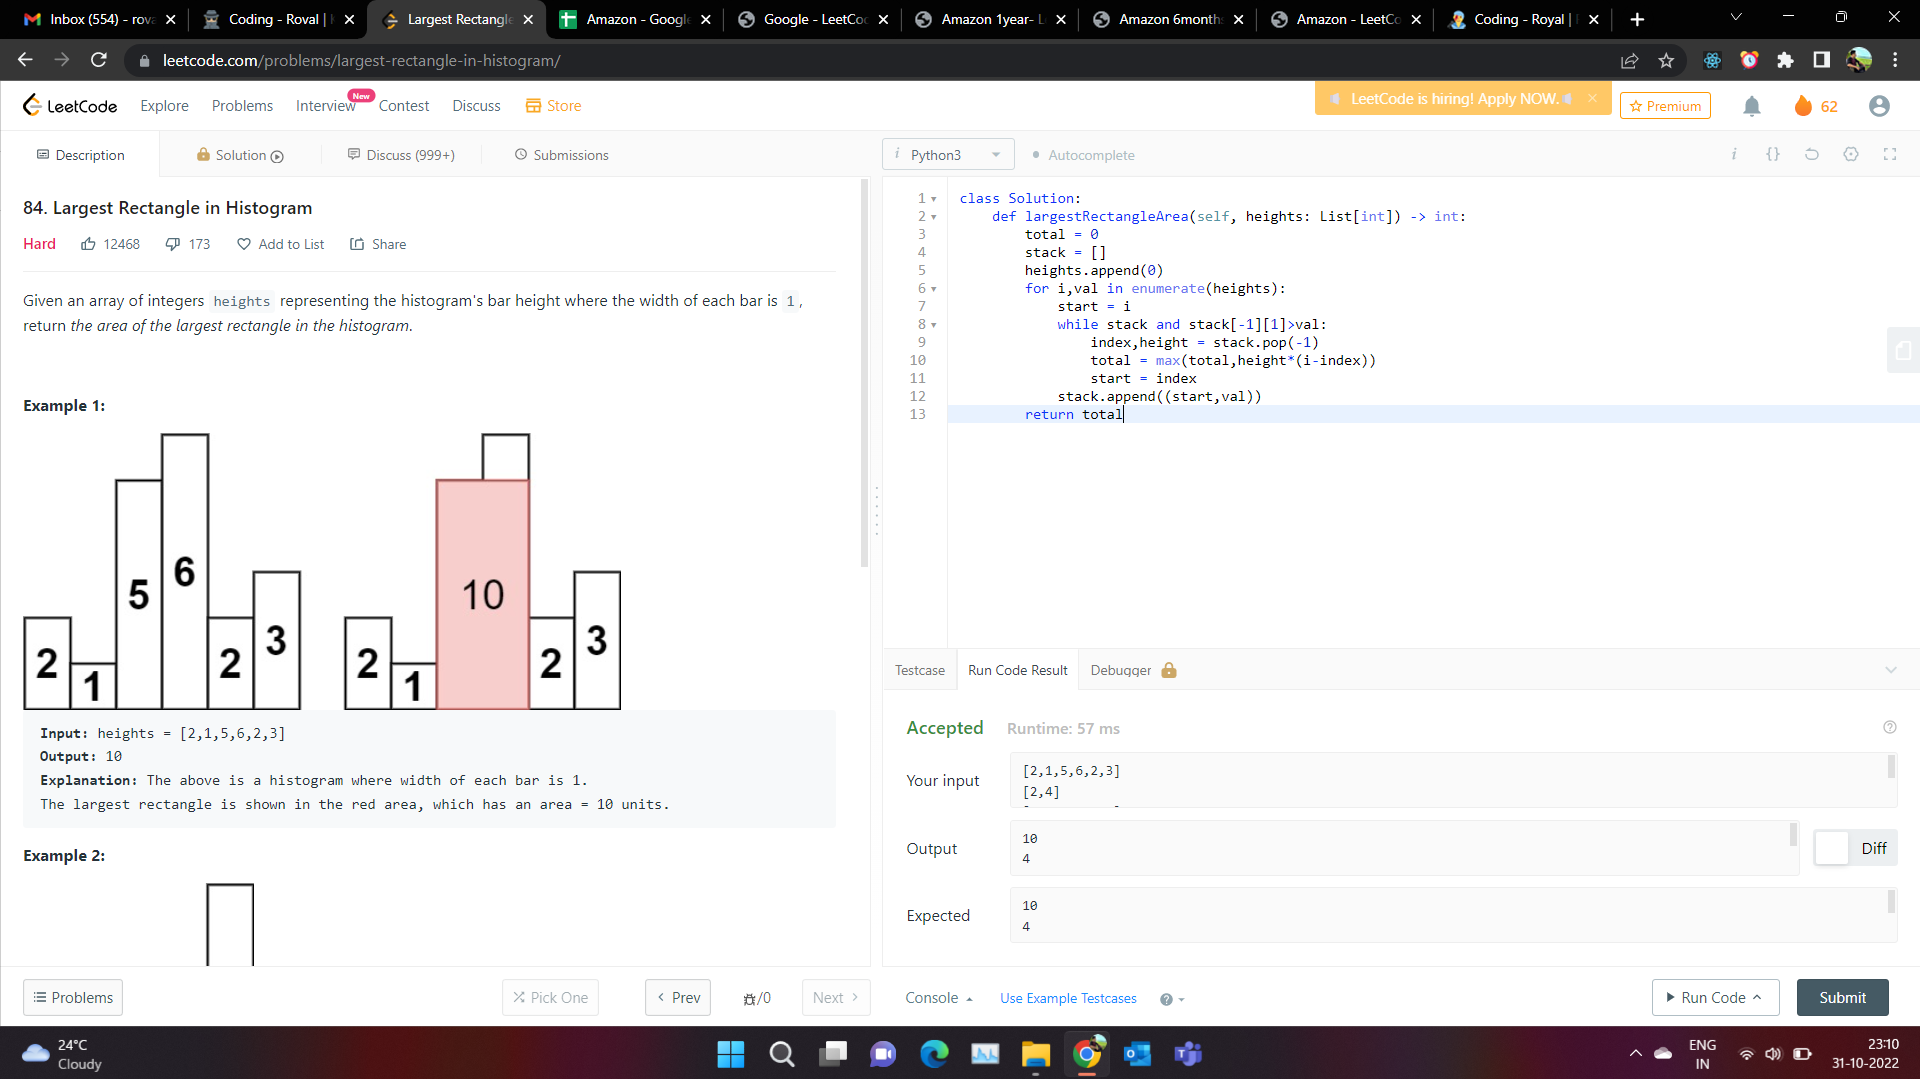 Inbox (554) - rova
Coding - Roval |
Largest Rectangle
Amazon - Google
Google - LeetCo
Amazon 1year- L
Amazon 6months
Amazon - LeetCo
Coding - Royal |
leetcode.com/problems/largest-rectangle-in-histogram/
LeetCode
Explore
Problems
Interview
New
Contest
Discuss
Store
LeetCode is hiring! Apply NOW.
Premium
62
Description
Solution
Discuss (999+)
Submissions
i Python3
Autocomplete
84. Largest Rectangle in Histogram
Hard
12468
173
Add to List
Share
Given an array of integers heights representing the histogram's bar height where the width of each bar is 1,
return the area of the largest rectangle in the histogram.
Example 1:
2 1 5 6 2 3
2 1 10 2 3
Input: heights = [2,1,5,6,2,3]
Output: 10
Explanation: The above is a histogram where width of each bar is 1.
The largest rectangle is shown in the red area, which has an area = 10 units.
Example 2:
1 class Solution:
2 def largestRectangleArea(self, heights: List[int]) -> int:
3 total = 0
4 stack = []
5 heights.append(0)
6 for i,val in enumerate(heights):
7 start = i
8 while stack and stack[-1][1]>val:
9 index,height = stack.pop(-1)
10 total = max(total,height*(i-index))
11 start = index
12 stack.append((start,val))
13 return total
Testcase
Run Code Result
Debugger
Accepted
Runtime: 57 ms
Your input
[2,1,5,6,2,3]
[2,4]
Output
10
4
Diff
Expected
10
4
Problems
Pick One
< Prev
/0
Next >
Console
Use Example Testcases
Run Code
Submit
24°C
Cloudy
ENG
IN
23:10
31-10-2022